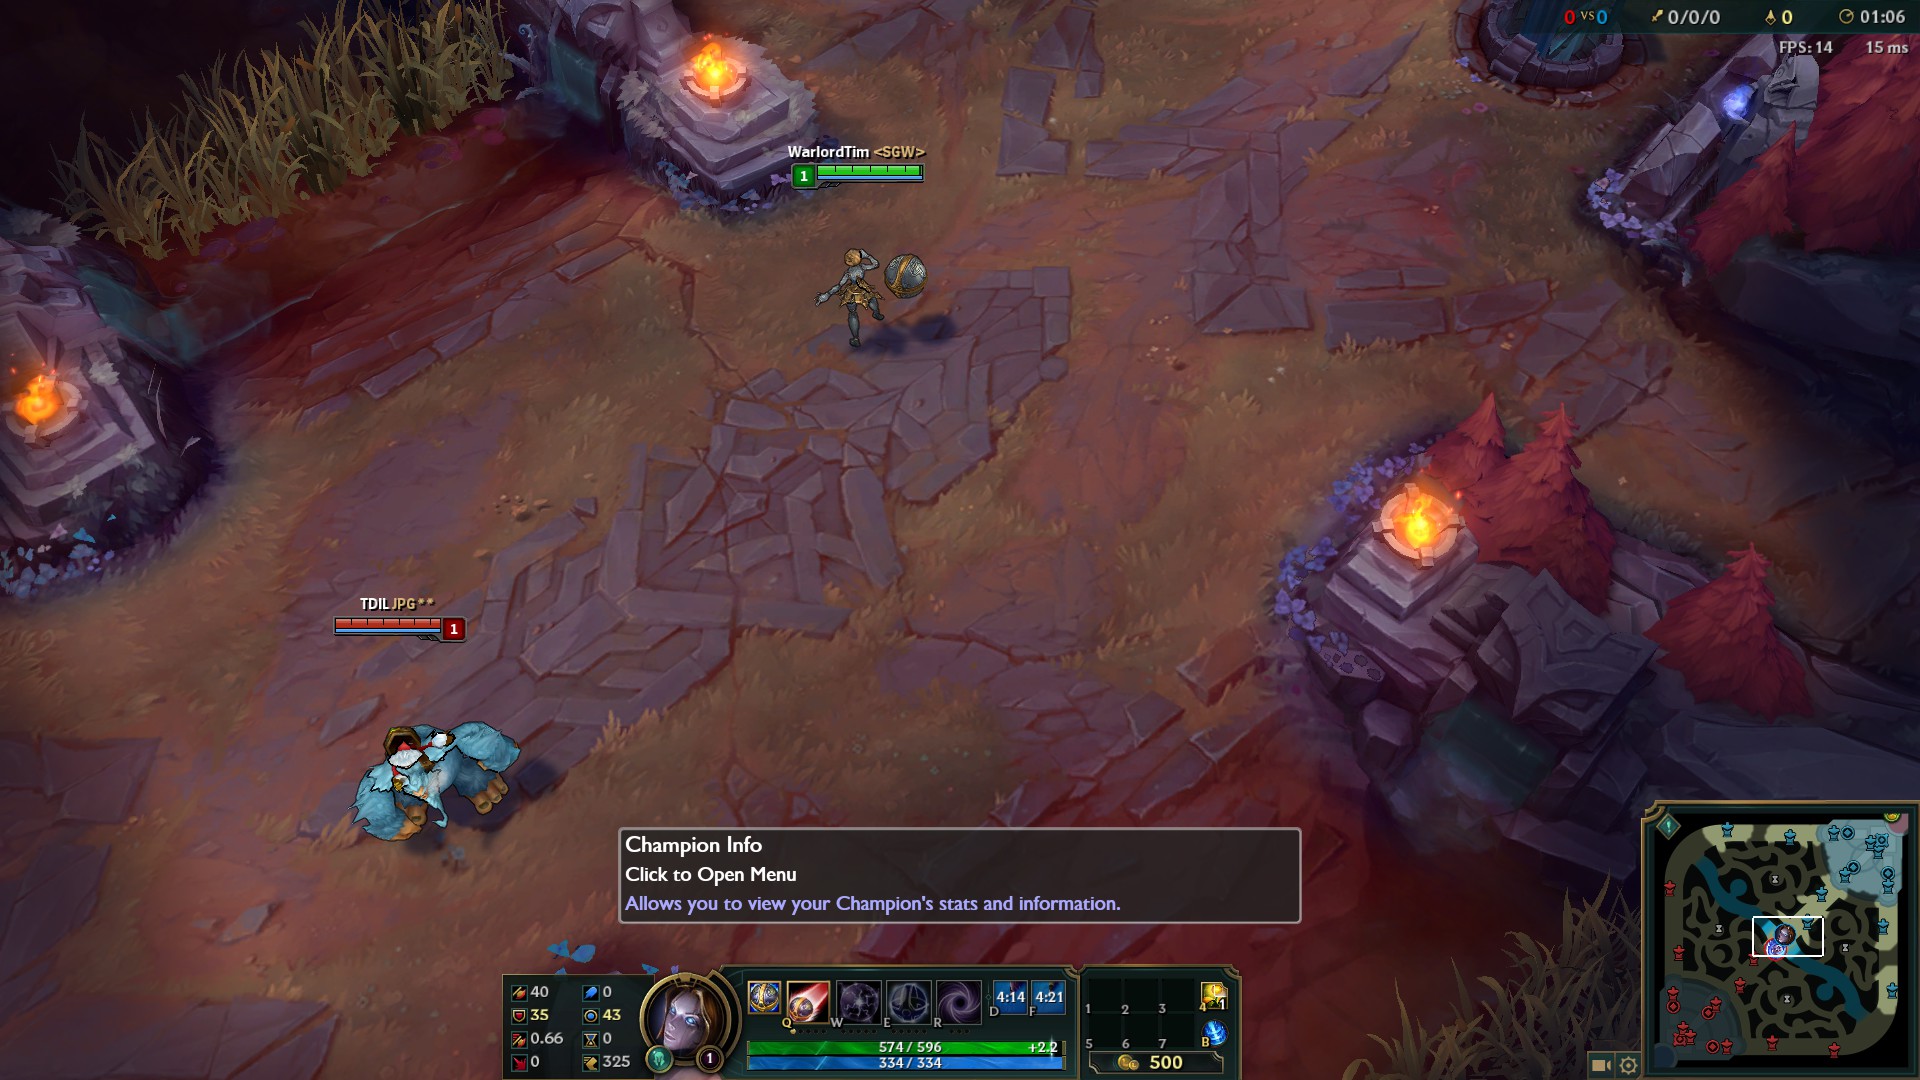 0 VS 0 0/0/0 0 01:06
FPS: 14 15 ms
WarlordTim <SGW>
1
TDIL JPG**
1
Champion Info
Click to Open Menu
Allows you to view your Champion's stats and information.
40 0
35 43
0.66 0
0 325
1
Q W E R
4:14 D 4:21 F
574 / 596 +2.2
334 / 334
1 2 3 4 1
5 6 7 B
500